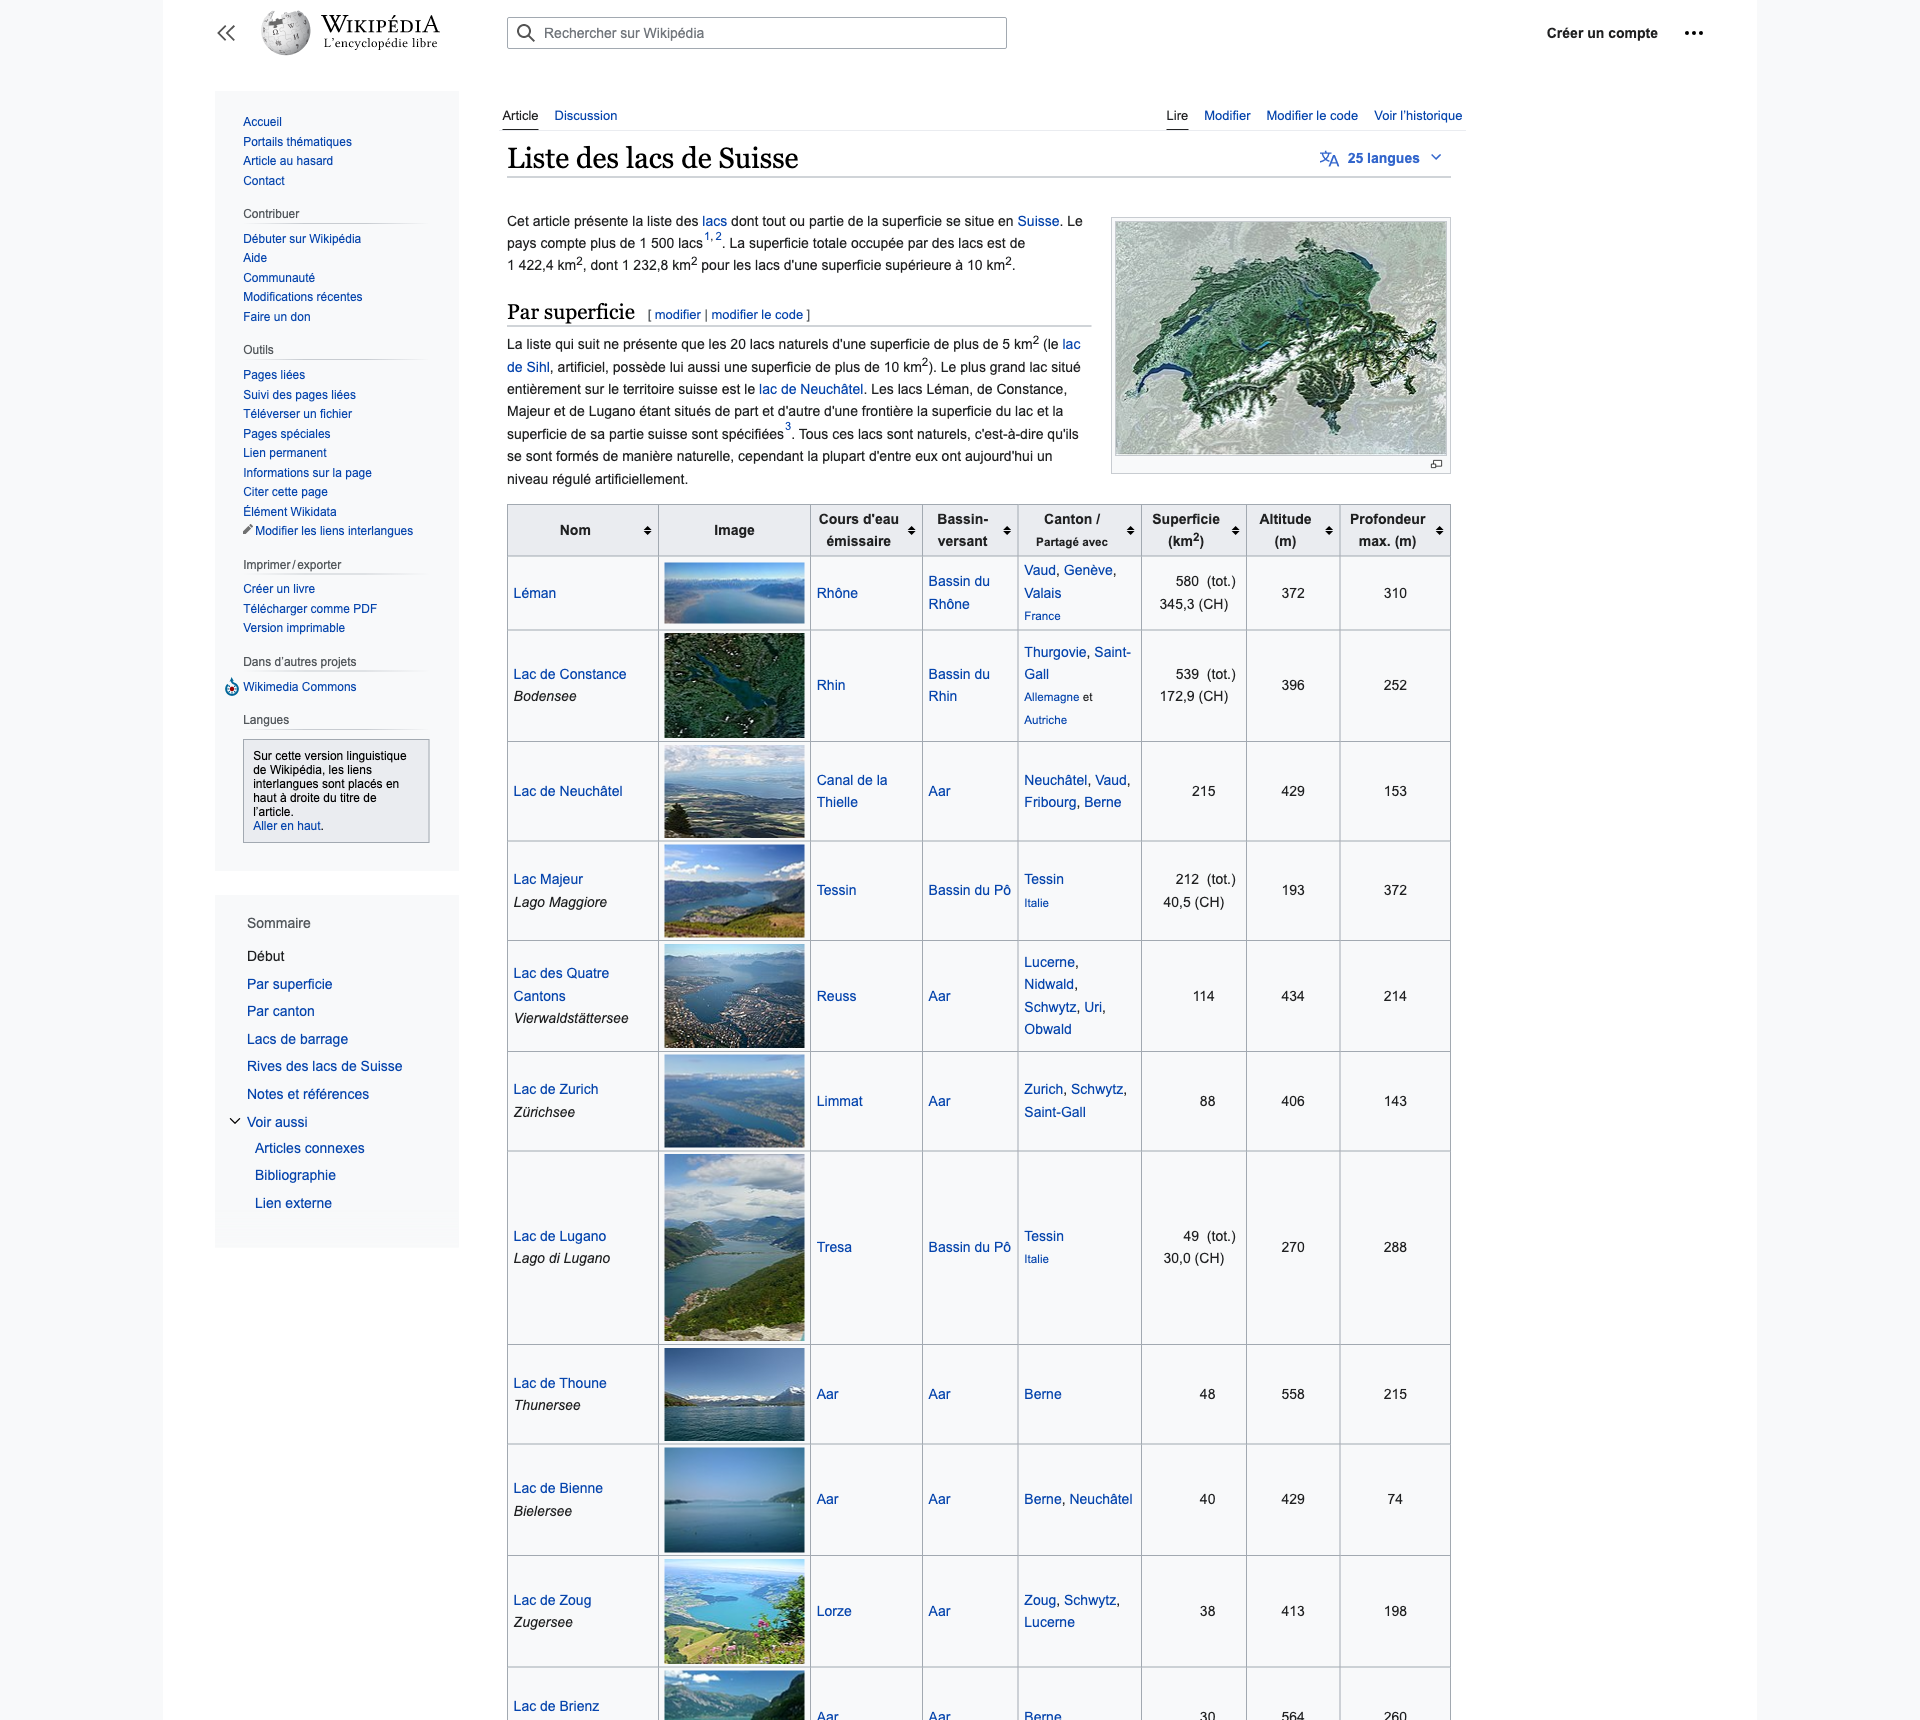 WIKIPÉDIA
L'encyclopédie libre
Rechercher sur Wikipédia
Créer un compte
Accueil
Portails thématiques
Article au hasard
Contact
Contribuer
Débuter sur Wikipédia
Aide
Communauté
Modifications récentes
Faire un don
Outils
Pages liées
Suivi des pages liées
Téléverser un fichier
Pages spéciales
Lien permanent
Informations sur la page
Citer cette page
Élément Wikidata
Modifier les liens interlangues
Imprimer / exporter
Créer un livre
Télécharger comme PDF
Version imprimable
Dans d'autres projets
Wikimedia Commons
Langues
Sur cette version linguistique
de Wikipédia, les liens
interlangues sont placés en
haut à droite du titre de
l'article.
Aller en haut.
Sommaire
Début
Par superficie
Par canton
Lacs de barrage
Rives des lacs de Suisse
Notes et références
Voir aussi
Articles connexes
Bibliographie
Lien externe
Article Discussion Lire Modifier Modifier le code Voir l'historique
Liste des lacs de Suisse
25 langues
Cet article présente la liste des lacs dont tout ou partie de la superficie se situe en Suisse. Le
pays compte plus de 1 500 lacs1, 2. La superficie totale occupée par des lacs est de
1 422,4 km2, dont 1 232,8 km2 pour les lacs d'une superficie supérieure à 10 km2.
Par superficie [ modifier | modifier le code ]
La liste qui suit ne présente que les 20 lacs naturels d'une superficie de plus de 5 km2 (le lac
de Sihl, artificiel, possède lui aussi une superficie de plus de 10 km2). Le plus grand lac situé
entièrement sur le territoire suisse est le lac de Neuchâtel. Les lacs Léman, de Constance,
Majeur et de Lugano étant situés de part et d'autre d'une frontière la superficie du lac et la
superficie de sa partie suisse sont spécifiées3. Tous ces lacs sont naturels, c'est-à-dire qu'ils
se sont formés de manière naturelle, cependant la plupart d'entre eux ont aujourd'hui un
niveau régulé artificiellement.
Nom
Image
Cours d'eau
émissaire
Bassin-
versant
Canton /
Partagé avec
Superficie
(km2)
Altitude
(m)
Profondeur
max. (m)
Léman
Rhône
Bassin du
Rhône
Vaud, Genève,
Valais
France
580 (tot.)
345,3 (CH)
372
310
Lac de Constance
Bodensee
Rhin
Bassin du
Rhin
Thurgovie, Saint-
Gall
Allemagne et
Autriche
539 (tot.)
172,9 (CH)
396
252
Lac de Neuchâtel
Canal de la
Thielle
Aar
Neuchâtel, Vaud,
Fribourg, Berne
215
429
153
Lac Majeur
Lago Maggiore
Tessin
Bassin du Pô
Tessin
Italie
212 (tot.)
40,5 (CH)
193
372
Lac des Quatre
Cantons
Vierwaldstättersee
Reuss
Aar
Lucerne,
Nidwald,
Schwytz, Uri,
Obwald
114
434
214
Lac de Zurich
Zürichsee
Limmat
Aar
Zurich, Schwytz,
Saint-Gall
88
406
143
Lac de Lugano
Lago di Lugano
Tresa
Bassin du Pô
Tessin
Italie
49 (tot.)
30,0 (CH)
270
288
Lac de Thoune
Thunersee
Aar
Aar
Berne
48
558
215
Lac de Bienne
Bielersee
Aar
Aar
Berne, Neuchâtel
40
429
74
Lac de Zoug
Zugersee
Lorze
Aar
Zoug, Schwytz,
Lucerne
38
413
198
Lac de Brienz
Aar
Aar
Berne
30
564
260